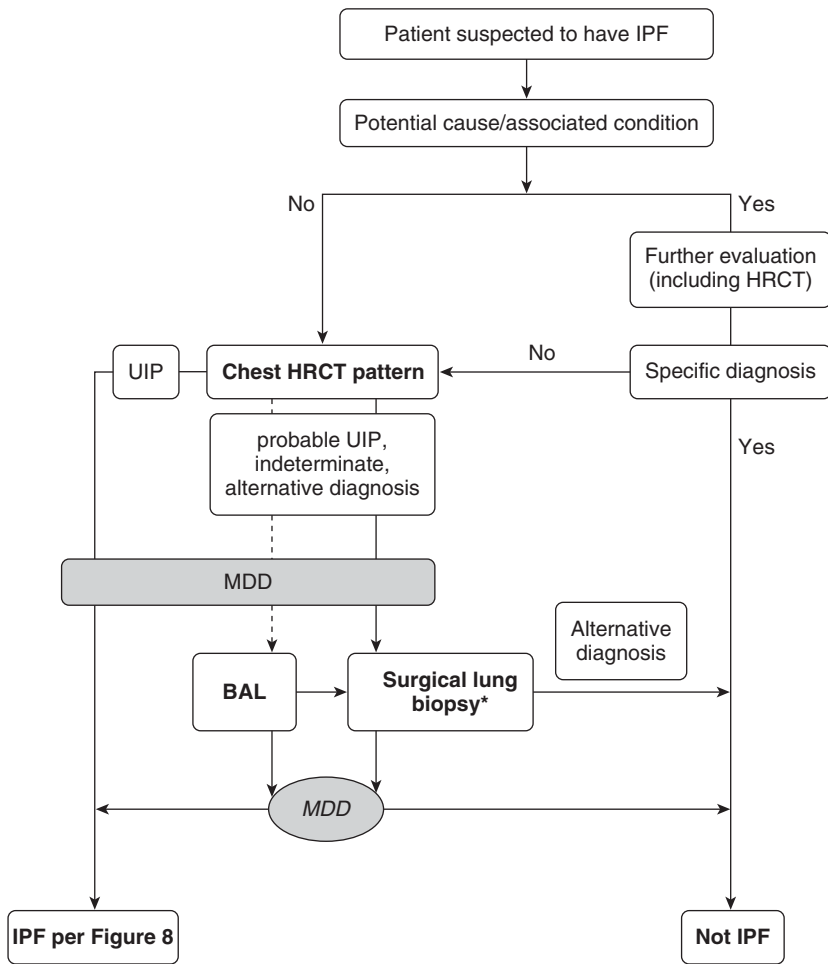 Patient suspected to have IPF
Potential cause/associated condition
No
Yes
Further evaluation
(including HRCT)
UIP
Chest HRCT pattern
No
Specific diagnosis
probable UIP,
indeterminate,
alternative diagnosis
Yes
MDD
Alternative
diagnosis
BAL
Surgical lung
biopsy*
MDD
IPF per Figure 8
Not IPF